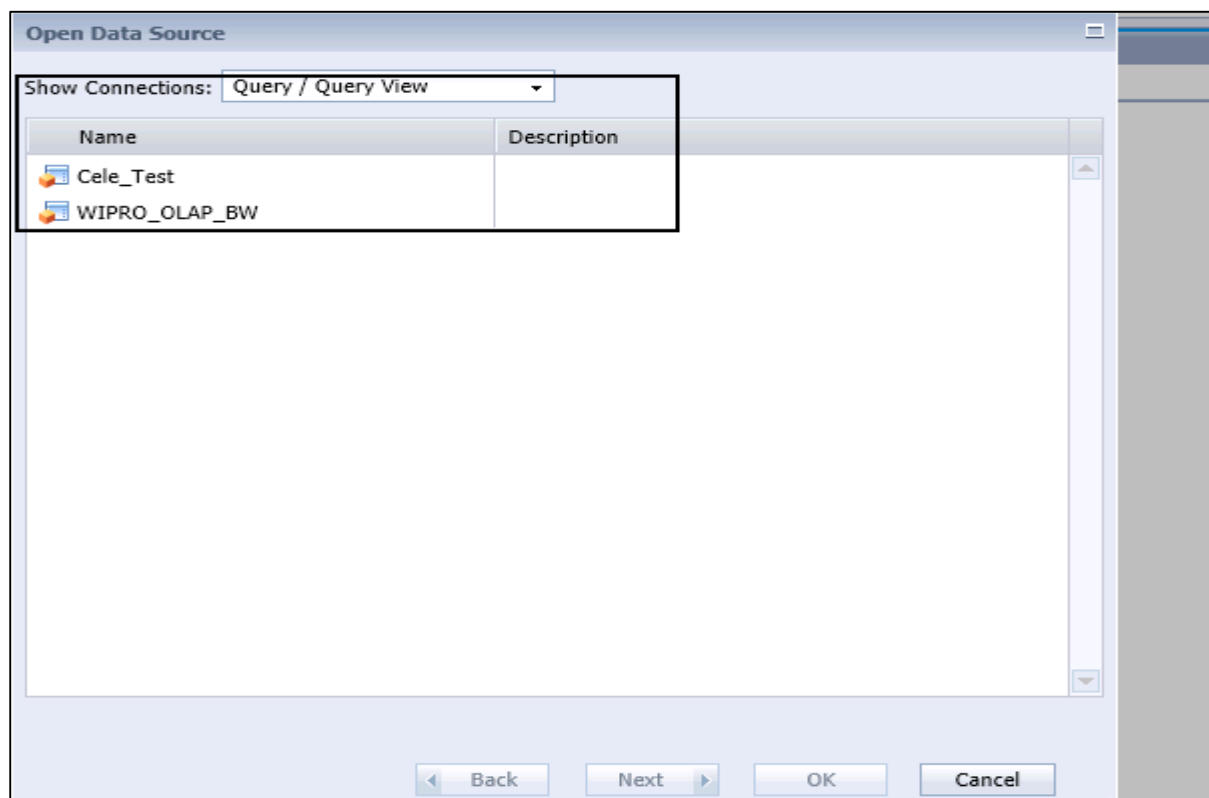 Open Data Source
Show Connections: Query / Query View
Name Description
Cele_Test
WIPRO_OLAP_BW
Back Next OK Cancel